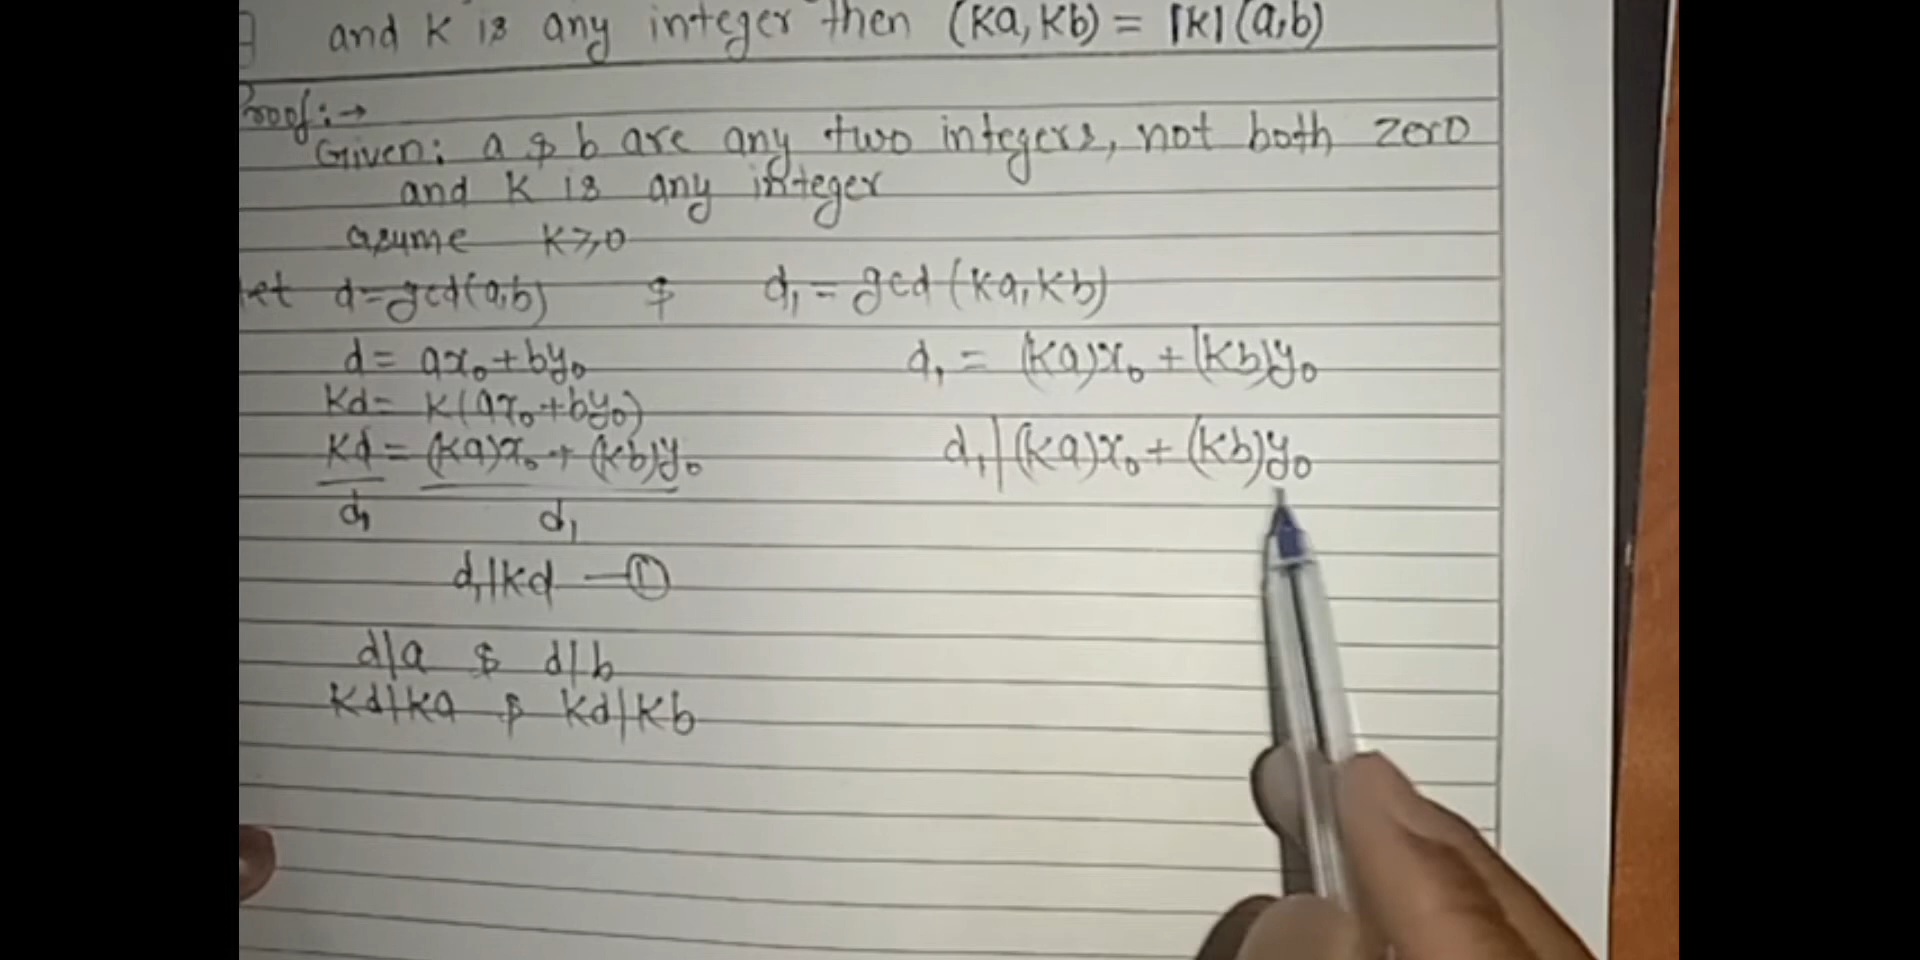 and K is any integer then (Ka, Kb) = |K| (a,b)
Proof:→
Given: a & b are any two integers, not both zero
and K is any integer
asume K≥0
let d=gcd(a,b) & d₁ = gcd (Ka, Kb)
d = ax₀+by₀ d₁ = (Ka)x₀ + (Kb)y₀
Kd = K(ax₀+by₀)
Kd = (Ka)x₀ + (Kb)y₀ d₁|(Ka)x₀ + (Kb)y₀
d₁ d₁
d₁|Kd —①
d|a & d|b
Kd|Ka & Kd|Kb